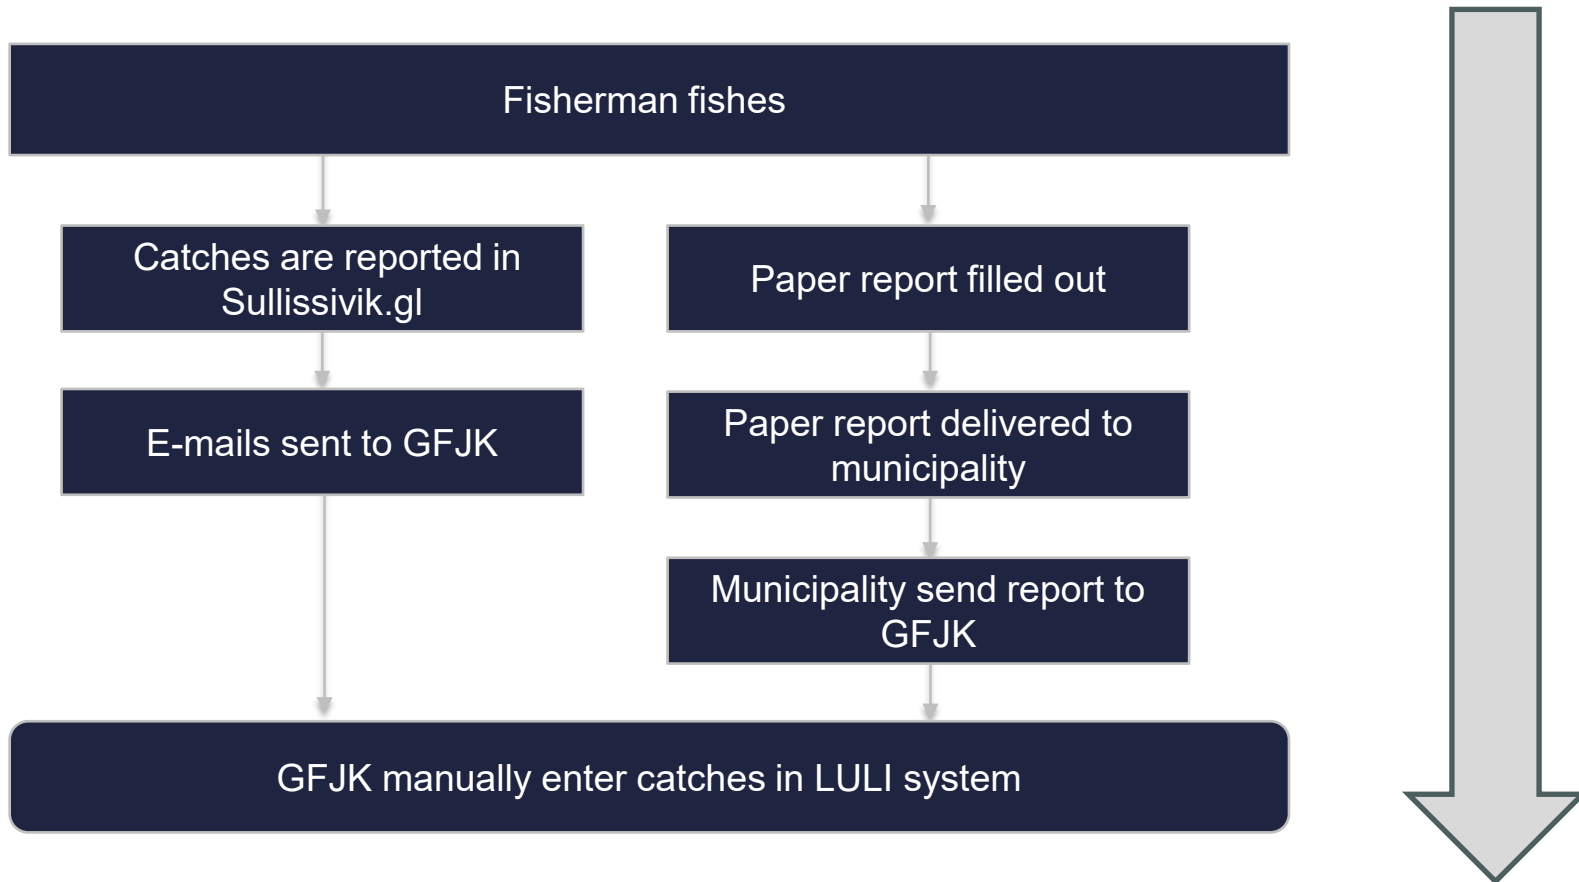 Fisherman fishes
Catches are reported in
Sullissivik.gl
Paper report filled out
E-mails sent to GFJK
Paper report delivered to
municipality
Municipality send report to
GFJK
GFJK manually enter catches in LULI system